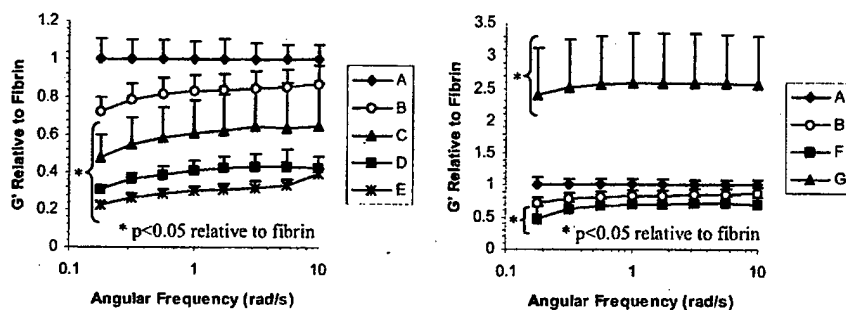 G' Relative to Fibrin
1.2
1
0.8
0.6
0.4
0.2
0
*
* p<0.05 relative to fibrin
0.1
1
10
Angular Frequency (rad/s)
A
B
C
D
E
G' Relative to Fibrin
3.5
3
2.5
2
1.5
1
0.5
0
*
*
* p<0.05 relative to fibrin
0.1
1
10
Angular Frequency (rad/s)
A
B
F
G